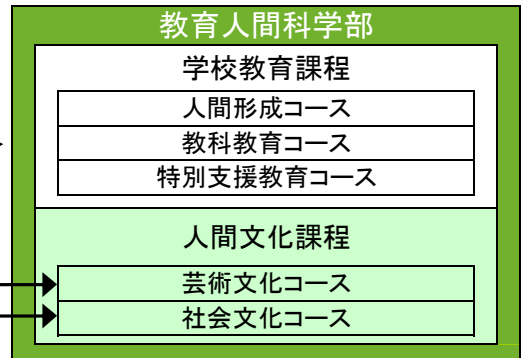 教育人間科学部
学校教育課程
人間形成コース
教科教育コース
特別支援教育コース
人間文化課程
芸術文化コース
社会文化コース